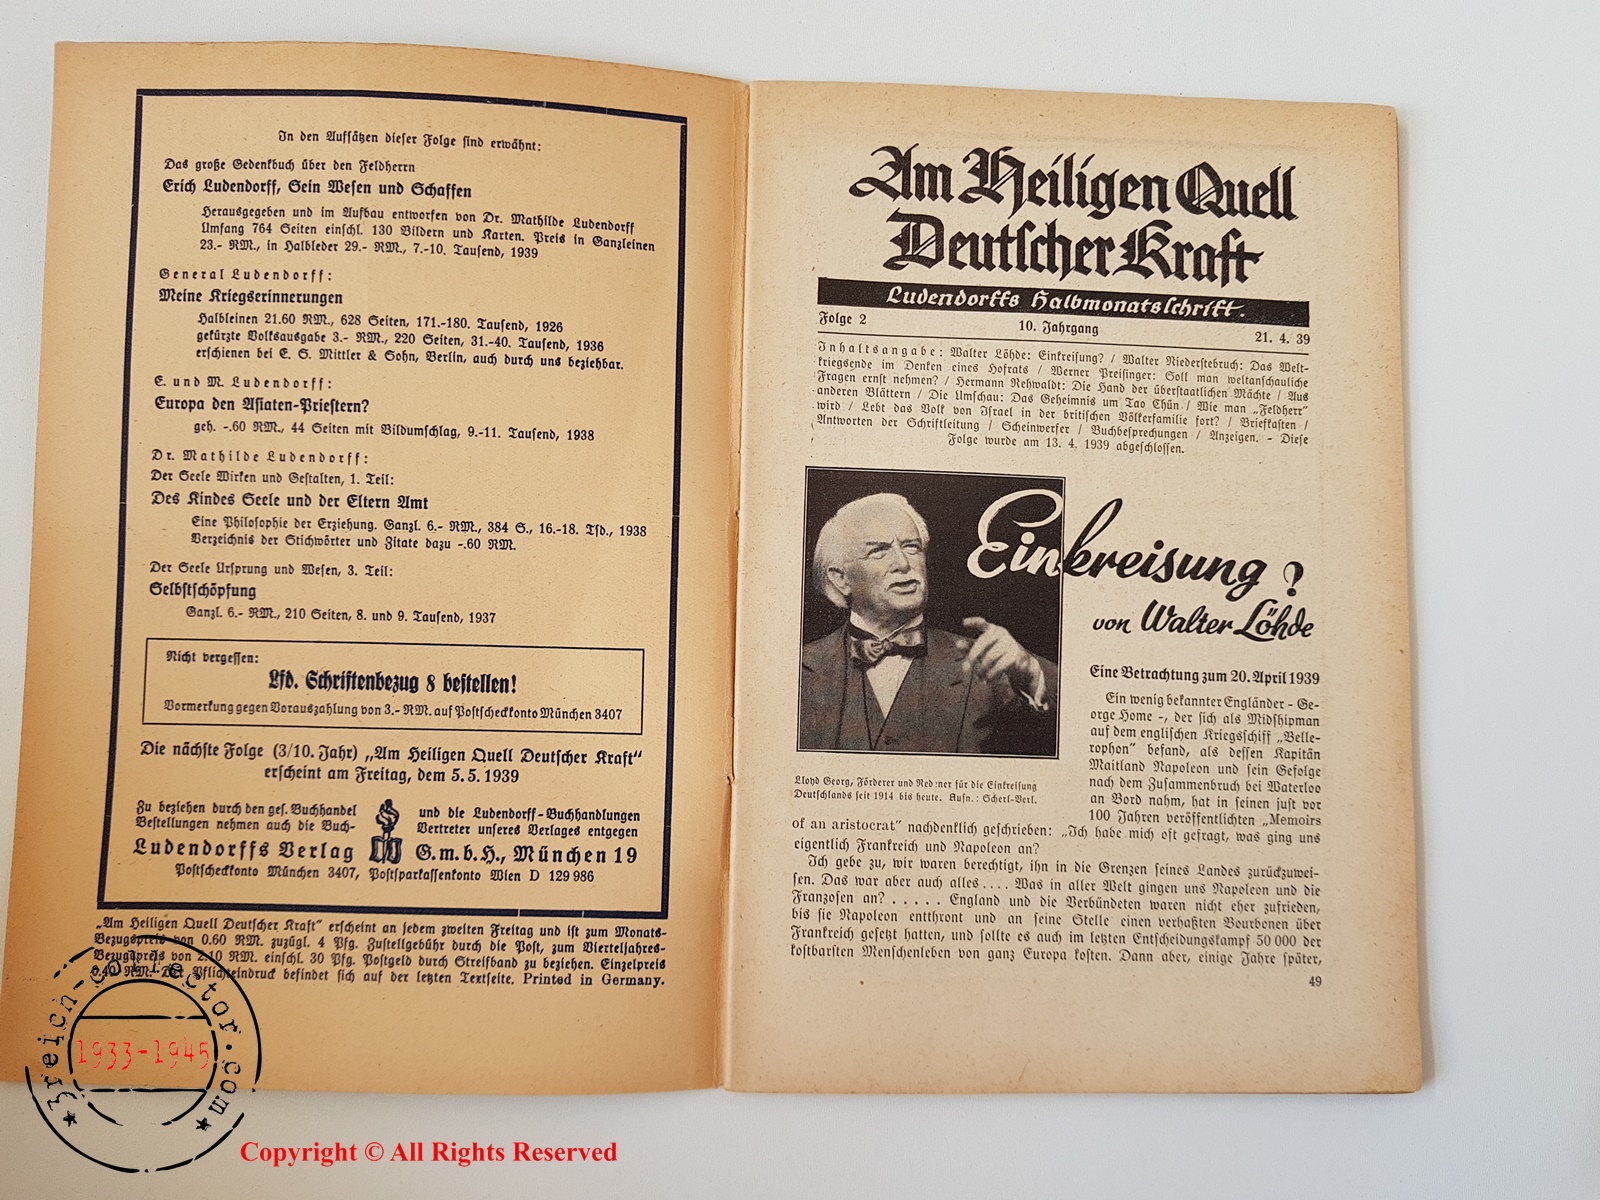 In den Aufsätzen dieser Folge sind erwähnt:
Das große Gedenkbuch über den Feldherrn
Erich Ludendorff, Sein Wesen und Schaffen
Herausgegeben und im Aufbau entworfen von Dr. Mathilde Ludendorff
Umfang 764 Seiten einschl. 130 Bildern und Karten. Preis in Ganzleinen
23.- RM., in Halbleder 29.- RM., 7.-10. Tausend, 1939
General Ludendorff:
Meine Kriegserinnerungen
Halbleinen 21.60 RM., 628 Seiten, 171.-180. Tausend, 1926
gekürzte Volksausgabe 3.- RM., 220 Seiten, 31.-40. Tausend, 1936
erschienen bei E. S. Mittler & Sohn, Berlin, auch durch uns beziehbar.
E. und M. Ludendorff:
Europa den Asiaten-Priestern?
geh. -.60 RM., 44 Seiten mit Bildumschlag, 9.-11. Tausend, 1938
Dr. Mathilde Ludendorff:
Der Seele Wirken und Gestalten, 1. Teil:
Des Kindes Seele und der Eltern Amt
Eine Philosophie der Erziehung. Ganzl. 6.- RM., 384 S., 16.-18. Tsd., 1938
Verzeichnis der Stichwörter und Zitate dazu -.60 RM.
Der Seele Ursprung und Wesen, 3. Teil:
Selbstschöpfung
Ganzl. 6.- RM., 210 Seiten, 8. und 9. Tausend, 1937
Nicht vergessen:
Lfd. Schriftenbezug 8 bestellen!
Vormerkung gegen Vorauszahlung von 3.- RM. auf Postscheckkonto München 3407
Die nächste Folge (3/10. Jahr) „Am Heiligen Quell Deutscher Kraft“
erscheint am Freitag, dem 5. 5. 1939
Zu beziehen durch den ges. Buchhandel und die Ludendorff-Buchhandlungen
Bestellungen nehmen auch die Buch- Vertreter unseres Verlages entgegen
Ludendorffs Verlag G. m. b. H., München 19
Postscheckkonto München 3407, Postsparkassenkonto Wien D 129 986
„Am Heiligen Quell Deutscher Kraft“ erscheint an jedem zweiten Freitag und ist zum Monats-
Bezugspreis von 0.60 RM. zuzügl. 4 Pfg. Zustellgebühr durch die Post, zum Vierteljahres-
Bezugspreis von 2.10 RM. einschl. 30 Pfg. Postgeld durch Streifband zu beziehen. Einzelpreis
0.40 RM. Der Pflichteindruck befindet sich auf der letzten Textseite. Printed in Germany.
3reich-collector.com
1933-1945
Copyright © All Rights Reserved
Am Heiligen Quell
Deutscher Kraft
Ludendorffs Halbmonatsschrift.
Folge 2 10. Jahrgang 21. 4. 39
Inhaltsangabe: Walter Löhde: Einkreisung? / Walter Niederstebruch: Das Welt-
kriegsende im Denken eines Hofrats / Werner Preisinger: Soll man weltanschauliche
Fragen ernst nehmen? / Hermann Rehwaldt: Die Hand der überstaatlichen Mächte / Aus
anderen Blättern / Die Umschau: Das Geheimnis um Tao Chün / Wie man „Feldherr“
wird / Lebt das Volk von Israel in der britischen Völkerfamilie fort? / Briefkasten /
Antworten der Schriftleitung / Scheinwerfer / Buchbesprechungen / Anzeigen. - Diese
Folge wurde am 13. 4. 1939 abgeschlossen.
Einkreisung?
von Walter Löhde
Eine Betrachtung zum 20. April 1939
Lloyd Georg, Förderer und Redner für die Einkreisung
Deutschlands seit 1914 bis heute. Aufn.: Scherl-Verl.
Ein wenig bekannter Engländer - Ge-
orge Home -, der sich als Midshipman
auf dem englischen Kriegsschiff „Belle-
rophon“ befand, als dessen Kapitän
Maitland Napoleon und sein Gefolge
nach dem Zusammenbruch bei Waterloo
an Bord nahm, hat in seinen just vor
100 Jahren veröffentlichten „Memoirs
of an aristocrat“ nachdenklich geschrieben: „Ich habe mich oft gefragt, was ging uns
eigentlich Frankreich und Napoleon an?
Ich gebe zu, wir waren berechtigt, ihn in die Grenzen seines Landes zurückzuwei-
sen. Das war aber auch alles .... Was in aller Welt gingen uns Napoleon und die
Franzosen an? ..... England und die Verbündeten waren nicht eher zufrieden,
bis sie Napoleon entthront und an seine Stelle einen verhaßten Bourbonen über
Frankreich gesetzt hatten, und sollte es auch im letzten Entscheidungskampf 50 000 der
kostbarsten Menschenleben von ganz Europa kosten. Dann aber, einige Jahre später,
49